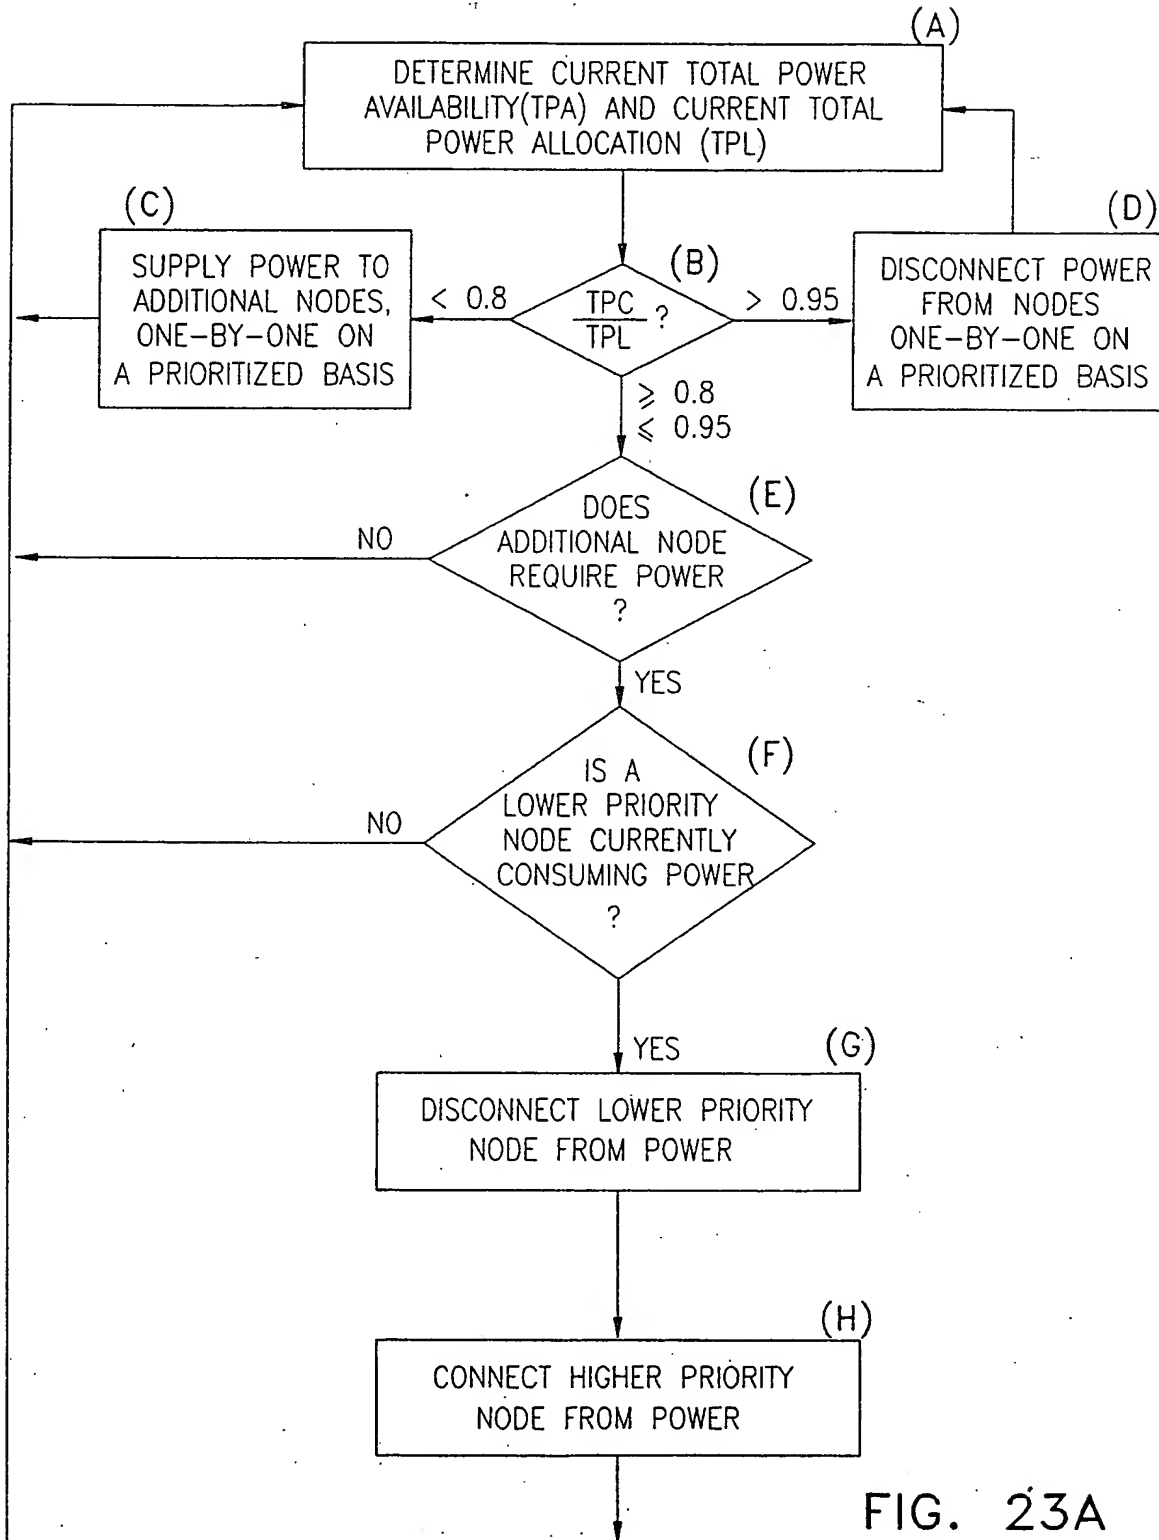 (A)
DETERMINE CURRENT TOTAL POWER
AVAILABILITY(TPA) AND CURRENT TOTAL
POWER ALLOCATION (TPL)
(C)
SUPPLY POWER TO
ADDITIONAL NODES,
ONE-BY-ONE ON
A PRIORITIZED BASIS
< 0.8
(B)
TPC
TPL
?
> 0.95
(D)
DISCONNECT POWER
FROM NODES
ONE-BY-ONE ON
A PRIORITIZED BASIS
⩾ 0.8
⩽ 0.95
(E)
DOES
ADDITIONAL NODE
REQUIRE POWER
?
NO
YES
(F)
IS A
LOWER PRIORITY
NODE CURRENTLY
CONSUMING POWER
?
NO
YES
(G)
DISCONNECT LOWER PRIORITY
NODE FROM POWER
(H)
CONNECT HIGHER PRIORITY
NODE FROM POWER
FIG. 23A